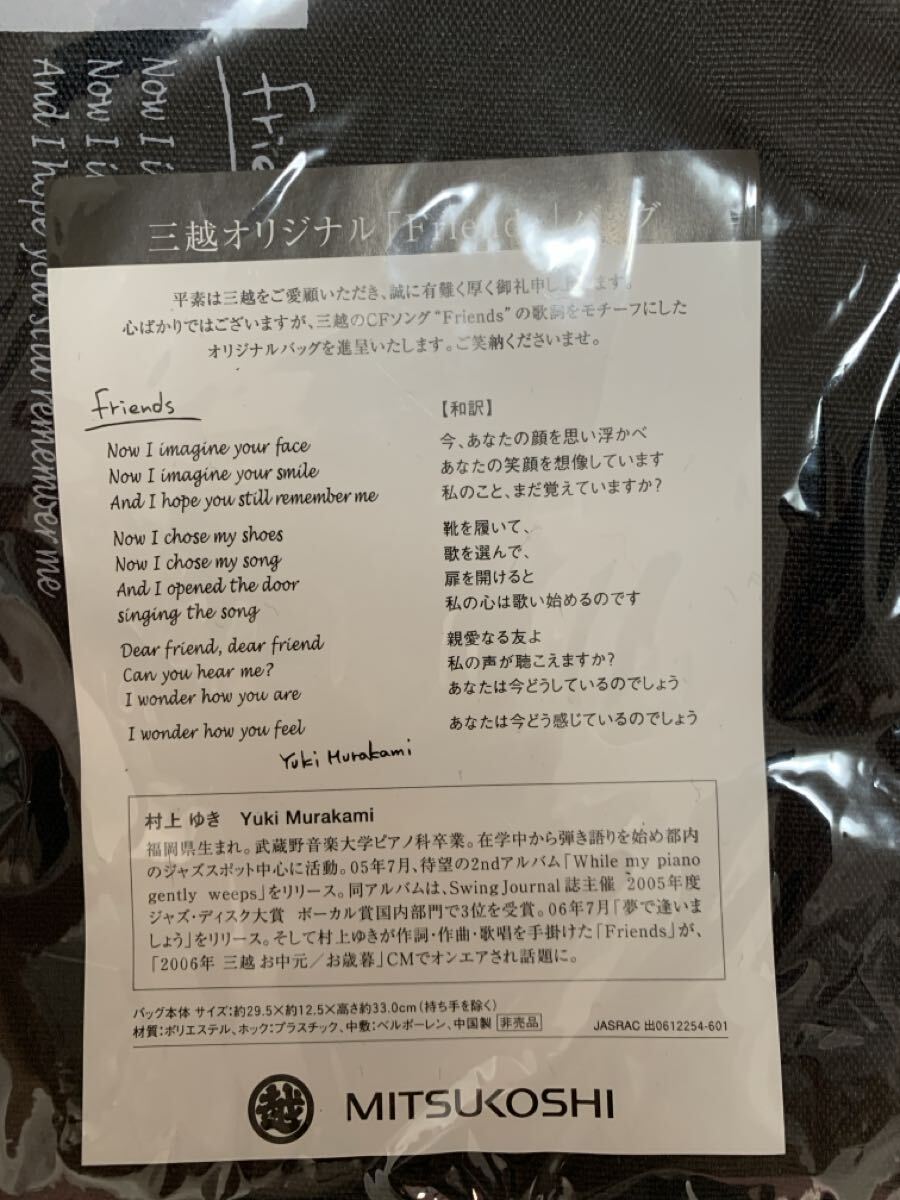 Friends
Now I i
Now I i
And I hope you still remember me
三越オリジナル「Friends」バッグ
平素は三越をご愛顧いただき、誠に有難く厚く御礼申し上げます。
心ばかりではございますが、三越のCFソング“Friends”の歌詞をモチーフにした
オリジナルバッグを進呈いたします。ご笑納くださいませ。
Friends
Now I imagine your face
Now I imagine your smile
And I hope you still remember me
Now I chose my shoes
Now I chose my song
And I opened the door
singing the song
Dear friend, dear friend
Can you hear me?
I wonder how you are
I wonder how you feel
Yuki Murakami
【和訳】
今、あなたの顔を思い浮かべ
あなたの笑顔を想像しています
私のこと、まだ覚えていますか?
靴を履いて、
歌を選んで、
扉を開けると
私の心は歌い始めるのです
親愛なる友よ
私の声が聴こえますか?
あなたは今どうしているのでしょう
あなたは今どう感じているのでしょう
村上 ゆき Yuki Murakami
福岡県生まれ。武蔵野音楽大学ピアノ科卒業。在学中から弾き語りを始め都内
のジャズスポット中心に活動。05年7月、待望の2ndアルバム「While my piano
gently weeps」をリリース。同アルバムは、Swing Journal 誌主催 2005年度
ジャズ・ディスク大賞 ボーカル賞国内部門で3位を受賞。06年7月「夢で逢いま
しょう」をリリース。そして村上ゆきが作詞・作曲・歌唱を手掛けた「Friends」が、
「2006年 三越 お中元／お歳暮」CMでオンエアされ話題に。
バッグ本体 サイズ:約29.5×約12.5×高さ約33.0cm(持ち手を除く)
材質:ポリエステル、ホック:プラスチック、中敷:ベルポーレン、中国製 非売品
JASRAC 出0612254-601
越 MITSUKOSHI